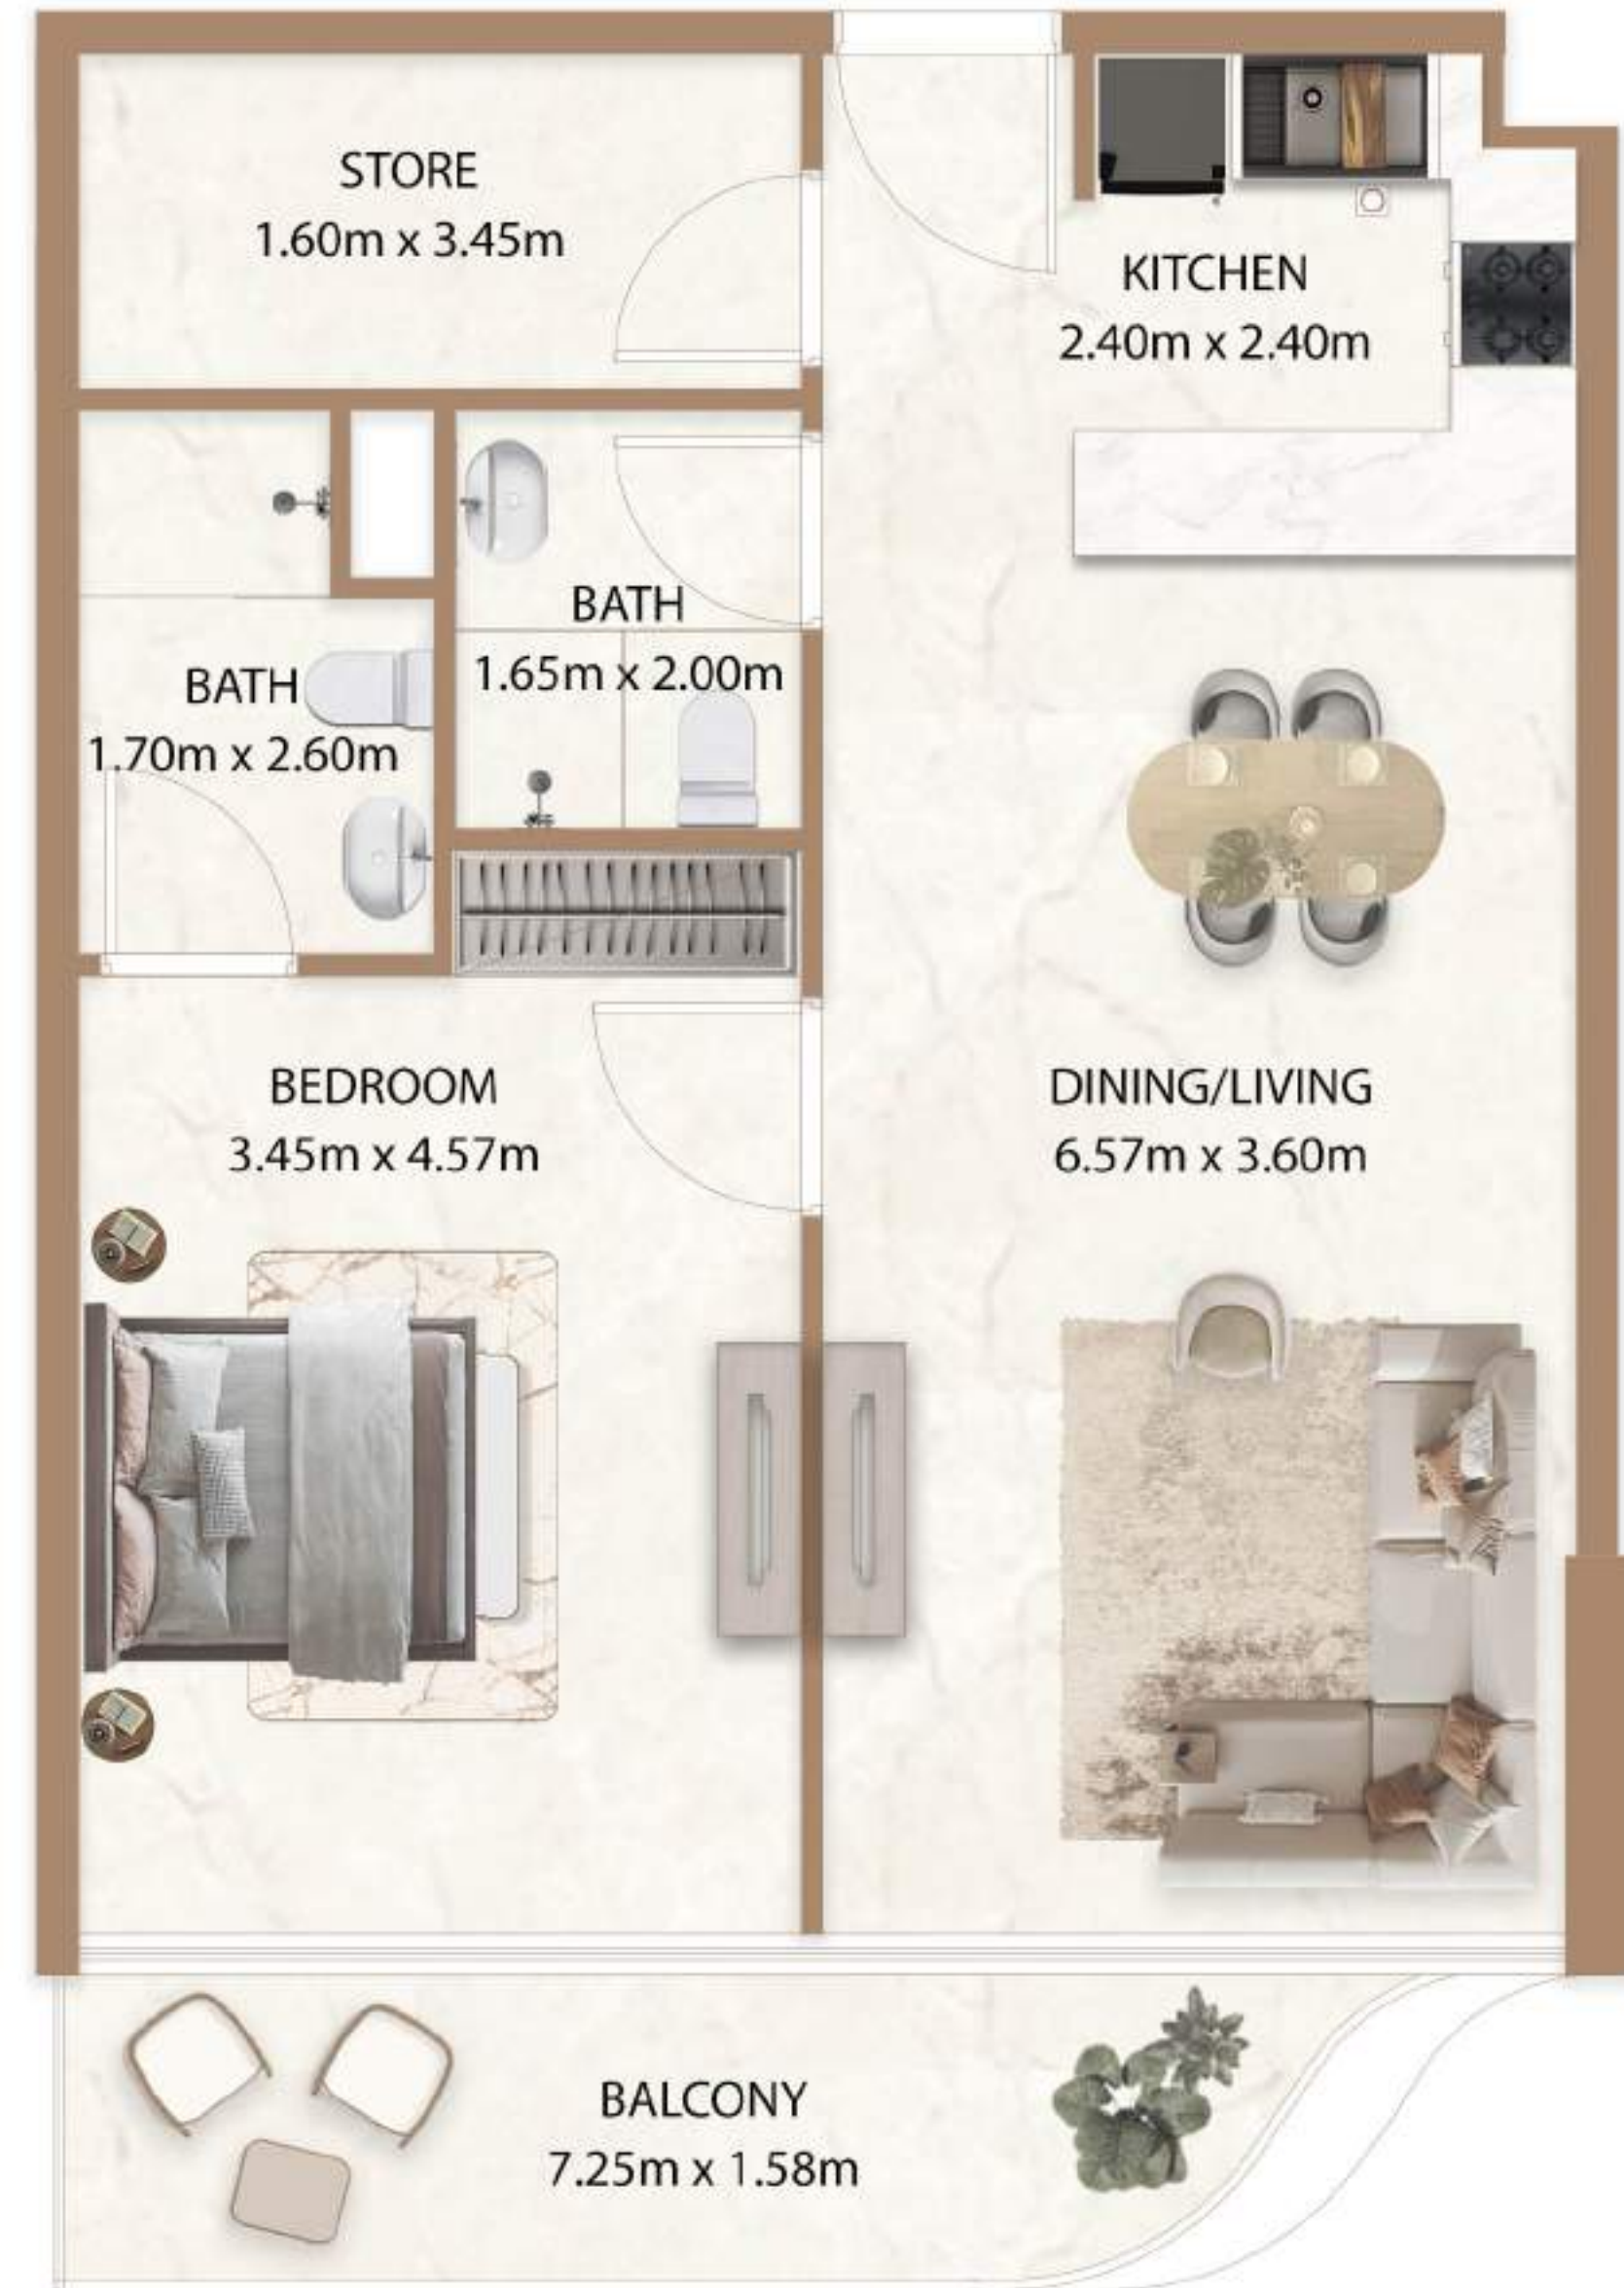 STORE
1.60m x 3.45m
KITCHEN
2.40m x 2.40m
BATH
1.65m x 2.00m
BATH
1.70m x 2.60m
BEDROOM
3.45m x 4.57m
DINING/LIVING
6.57m x 3.60m
BALCONY
7.25m x 1.58m